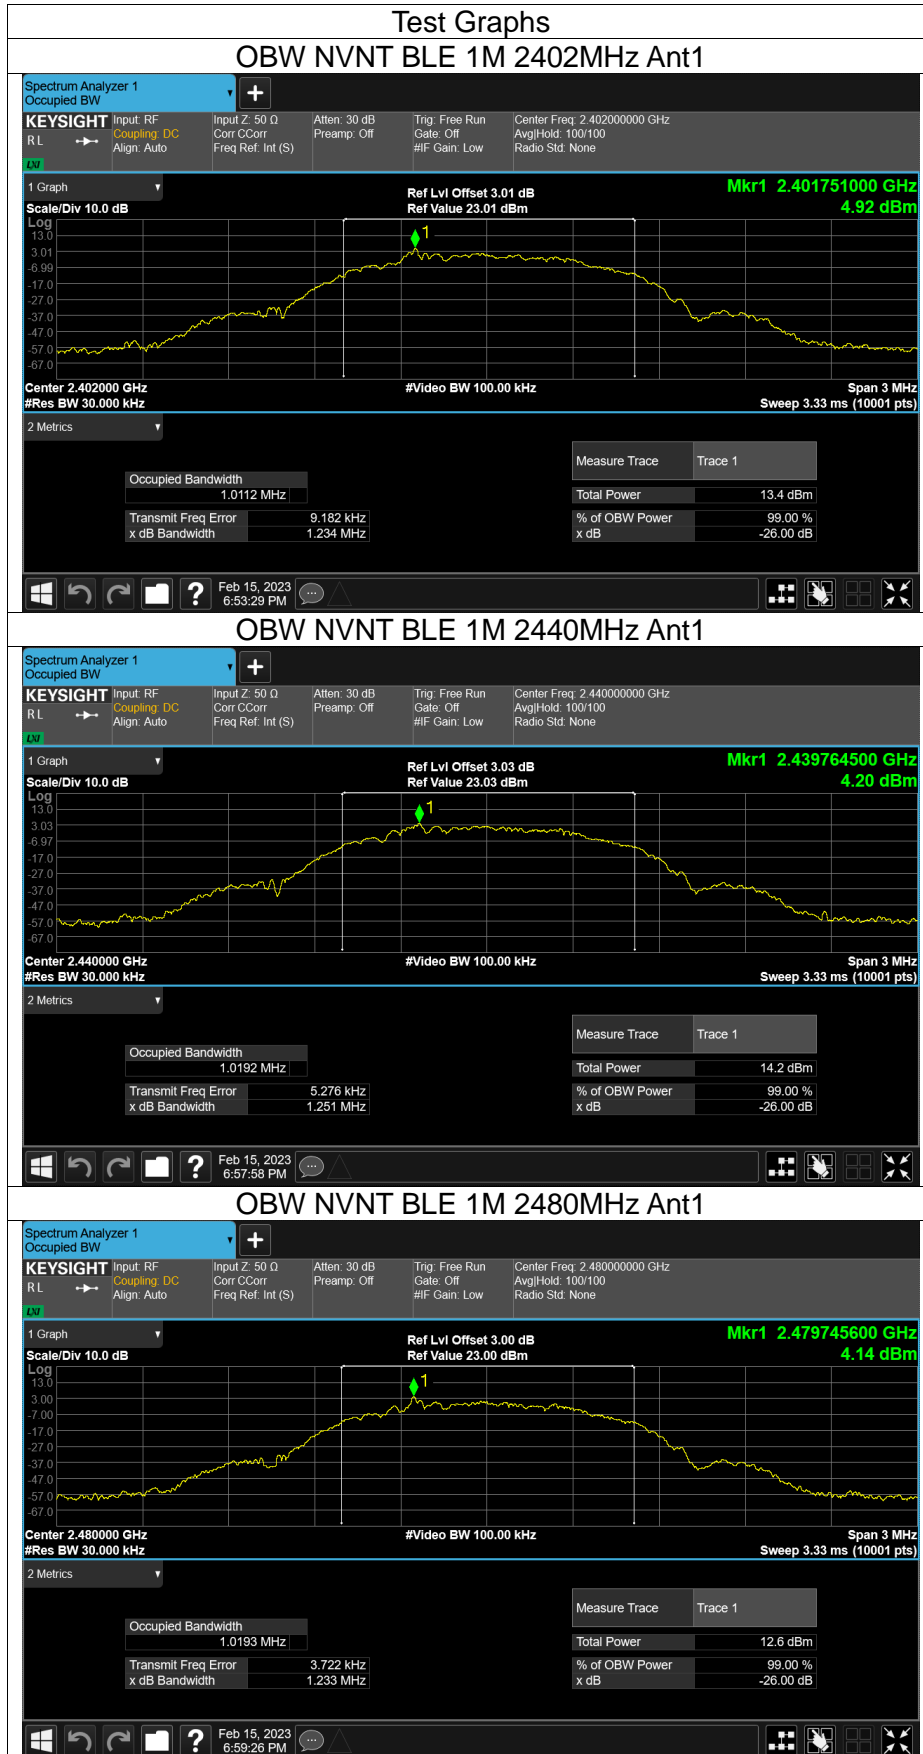 Test Graphs
OBW NVNT BLE 1M 2402MHz Ant1
Spectrum Analyzer 1
Occupied BW
+
KEYSIGHT Input: RF Input Z: 50 Ω Atten: 30 dB Trig: Free Run Center Freq: 2.402000000 GHz
R L Coupling: DC Corr CCorr Preamp: Off Gate: Off Avg|Hold: 100/100
Align: Auto Freq Ref: Int (S) #IF Gain: Low Radio Std: None
LXI
1 Graph Ref Lvl Offset 3.01 dB Mkr1 2.401751000 GHz
Scale/Div 10.0 dB Ref Value 23.01 dBm 4.92 dBm
Log
1
13.0
3.01
-6.99
-17.0
-27.0
-37.0
-47.0
-57.0
-67.0
Center 2.402000 GHz #Video BW 100.00 kHz Span 3 MHz
#Res BW 30.000 kHz Sweep 3.33 ms (10001 pts)
2 Metrics
Measure Trace Trace 1
Occupied Bandwidth
1.0112 MHz Total Power 13.4 dBm
Transmit Freq Error 9.182 kHz % of OBW Power 99.00 %
x dB Bandwidth 1.234 MHz x dB -26.00 dB
? Feb 15, 2023
6:53:29 PM
OBW NVNT BLE 1M 2440MHz Ant1
Spectrum Analyzer 1
Occupied BW
+
KEYSIGHT Input: RF Input Z: 50 Ω Atten: 30 dB Trig: Free Run Center Freq: 2.440000000 GHz
R L Coupling: DC Corr CCorr Preamp: Off Gate: Off Avg|Hold: 100/100
Align: Auto Freq Ref: Int (S) #IF Gain: Low Radio Std: None
LXI
1 Graph Ref Lvl Offset 3.03 dB Mkr1 2.439764500 GHz
Scale/Div 10.0 dB Ref Value 23.03 dBm 4.20 dBm
Log
1
13.0
3.03
-6.97
-17.0
-27.0
-37.0
-47.0
-57.0
-67.0
Center 2.440000 GHz #Video BW 100.00 kHz Span 3 MHz
#Res BW 30.000 kHz Sweep 3.33 ms (10001 pts)
2 Metrics
Measure Trace Trace 1
Occupied Bandwidth
1.0192 MHz Total Power 14.2 dBm
Transmit Freq Error 5.276 kHz % of OBW Power 99.00 %
x dB Bandwidth 1.251 MHz x dB -26.00 dB
? Feb 15, 2023
6:57:58 PM
OBW NVNT BLE 1M 2480MHz Ant1
Spectrum Analyzer 1
Occupied BW
+
KEYSIGHT Input: RF Input Z: 50 Ω Atten: 30 dB Trig: Free Run Center Freq: 2.480000000 GHz
R L Coupling: DC Corr CCorr Preamp: Off Gate: Off Avg|Hold: 100/100
Align: Auto Freq Ref: Int (S) #IF Gain: Low Radio Std: None
LXI
1 Graph Ref Lvl Offset 3.00 dB Mkr1 2.479745600 GHz
Scale/Div 10.0 dB Ref Value 23.00 dBm 4.14 dBm
Log
1
13.0
3.00
-7.00
-17.0
-27.0
-37.0
-47.0
-57.0
-67.0
Center 2.480000 GHz #Video BW 100.00 kHz Span 3 MHz
#Res BW 30.000 kHz Sweep 3.33 ms (10001 pts)
2 Metrics
Measure Trace Trace 1
Occupied Bandwidth
1.0193 MHz Total Power 12.6 dBm
Transmit Freq Error 3.722 kHz % of OBW Power 99.00 %
x dB Bandwidth 1.233 MHz x dB -26.00 dB
? Feb 15, 2023
6:59:26 PM